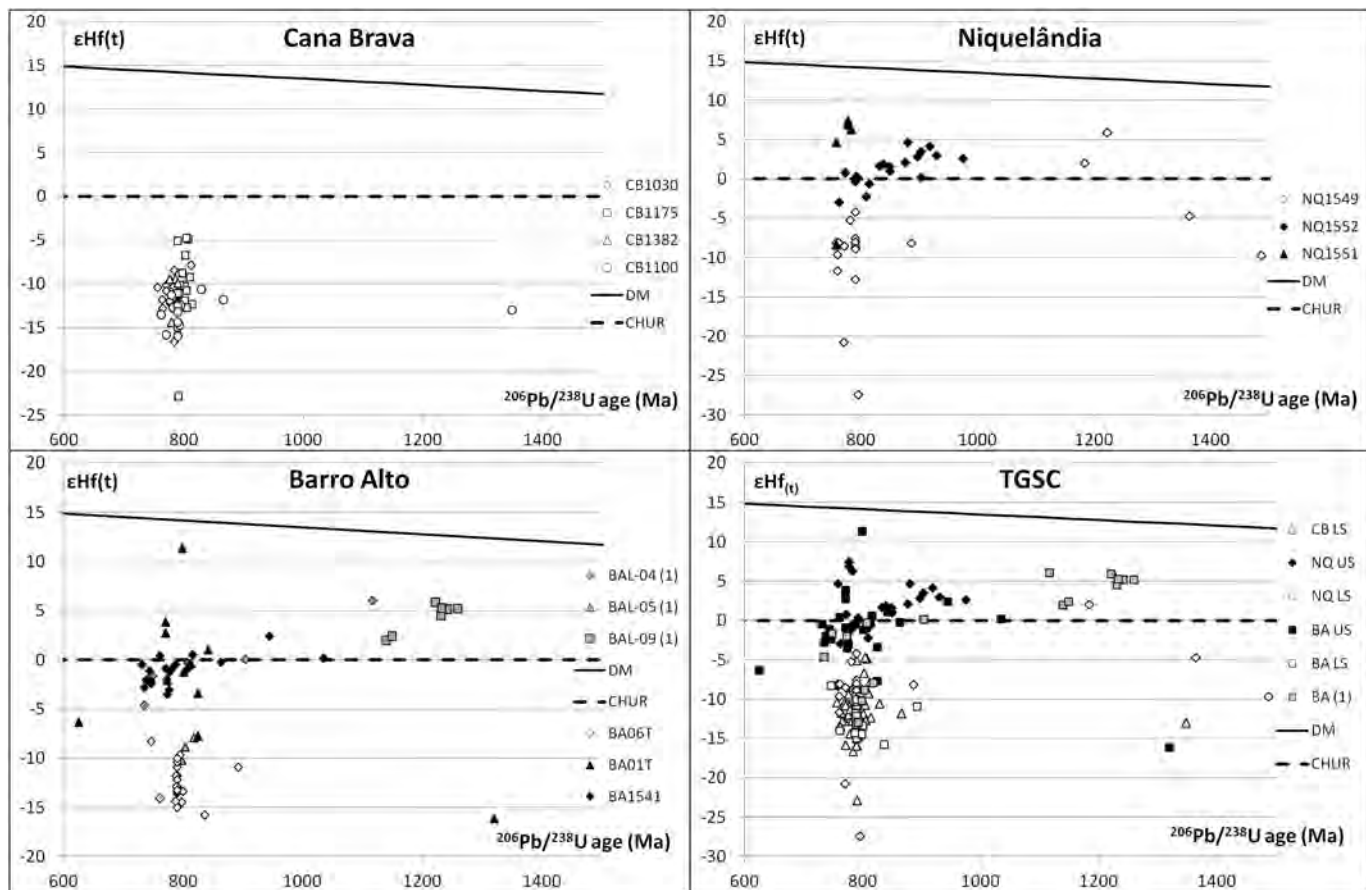 Cana Brava
εHf(t)
20
15
10
5
0
-5
-10
-15
-20
-25
600
800
1000
1200
1400
CB1030
CB1175
CB1382
CB1100
DM
CHUR
²⁰⁶Pb/²³⁸U age (Ma)
Niquelândia
εHf(t)
20
15
10
5
0
-5
-10
-15
-20
-25
-30
600
800
1000
1200
1400
NQ1549
NQ1552
NQ1551
DM
CHUR
²⁰⁶Pb/²³⁸U age (Ma)
Barro Alto
εHf(t)
20
15
10
5
0
-5
-10
-15
-20
600
800
1000
1200
1400
BAL-04 (1)
BAL-05 (1)
BAL-09 (1)
DM
CHUR
BA06T
BA01T
BA1541
²⁰⁶Pb/²³⁸U age (Ma)
TGSC
εHf(t)
20
15
10
5
0
-5
-10
-15
-20
-25
-30
600
800
1000
1200
1400
CB LS
NQ US
NQ LS
BA US
BA LS
BA (1)
DM
CHUR
²⁰⁶Pb/²³⁸U age (Ma)